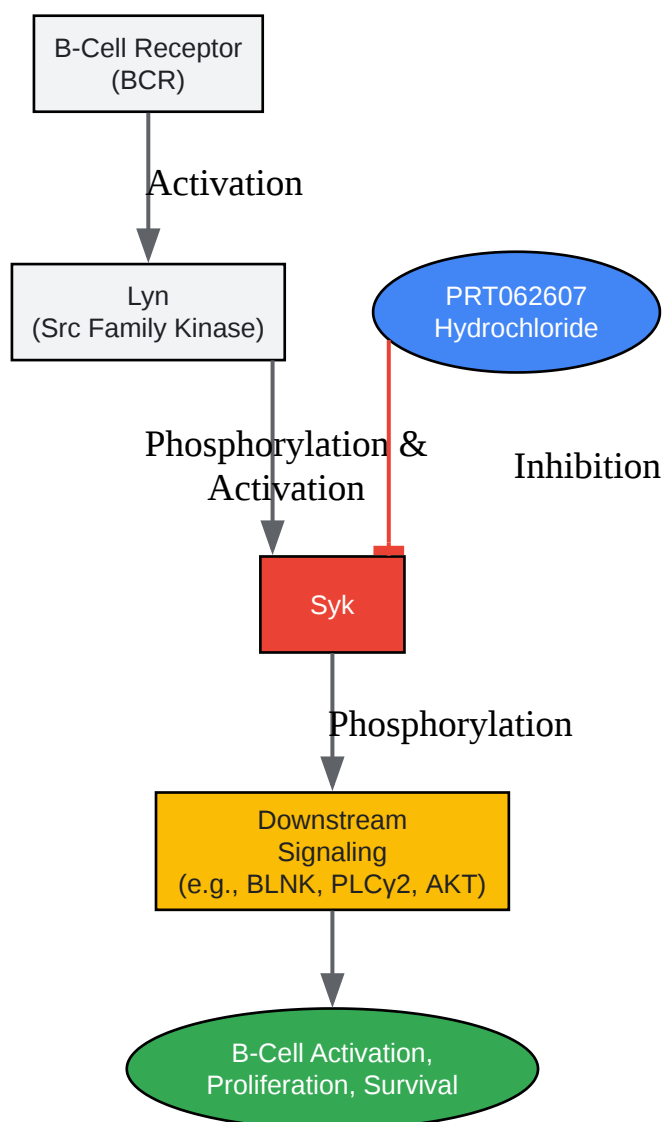 B-Cell Receptor
(BCR)
Activation
Lyn
(Src Family Kinase)
PRT062607
Hydrochloride
Phosphorylation &
Activation
Inhibition
Syk
Phosphorylation
Downstream
Signaling
(e.g., BLNK, PLCγ2, AKT)
B-Cell Activation,
Proliferation, Survival